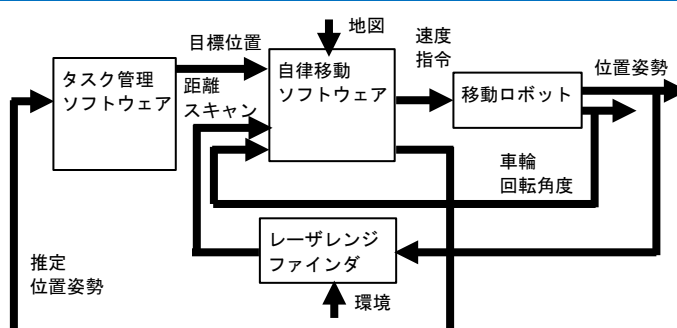 地図
目標位置
速度
指令
位置姿勢
タスク管理
ソフトウェア
距離
スキャン
自律移動
ソフトウェア
移動ロボット
車輪
回転角度
レーザレンジ
ファインダ
推定
位置姿勢
環境